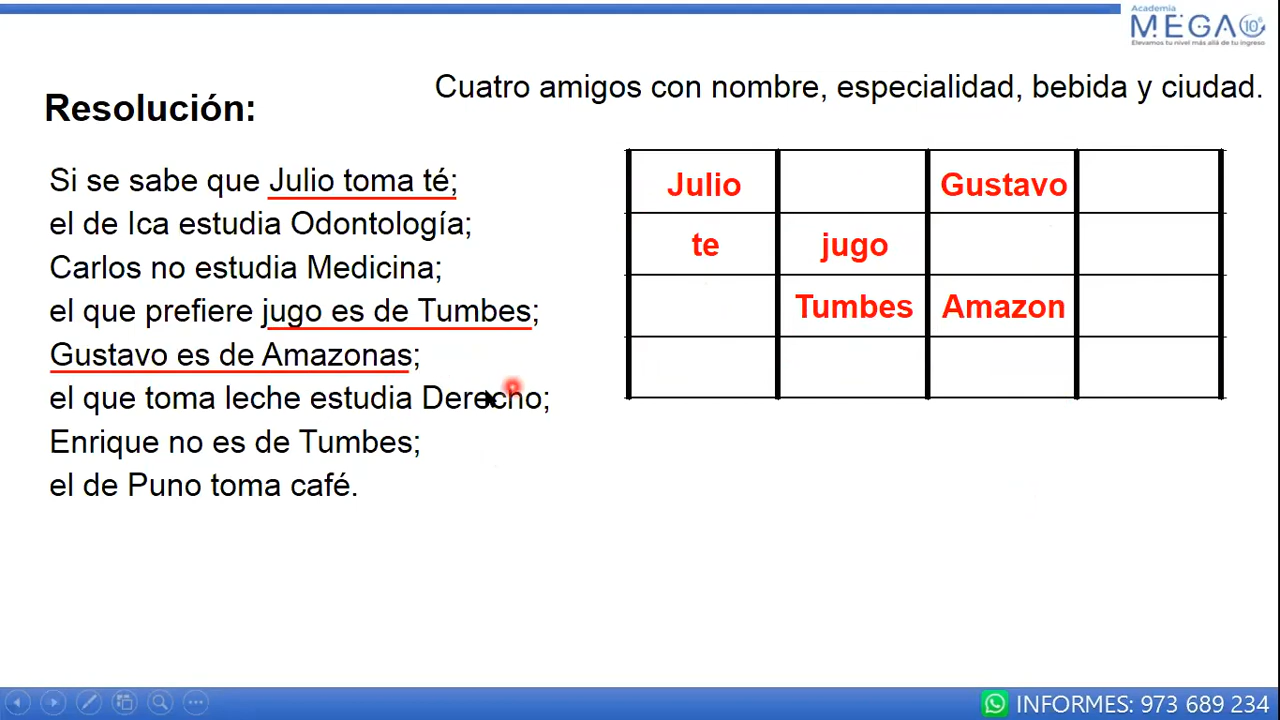 Academia
MEGA 10
Elevamos tu nivel más allá de tu ingreso
Cuatro amigos con nombre, especialidad, bebida y ciudad.
Resolución:
Si se sabe que Julio toma té;
el de Ica estudia Odontología;
Carlos no estudia Medicina;
el que prefiere jugo es de Tumbes;
Gustavo es de Amazonas;
el que toma leche estudia Derecho;
Enrique no es de Tumbes;
el de Puno toma café.
Julio Gustavo
te jugo
Tumbes Amazon
INFORMES: 973 689 234